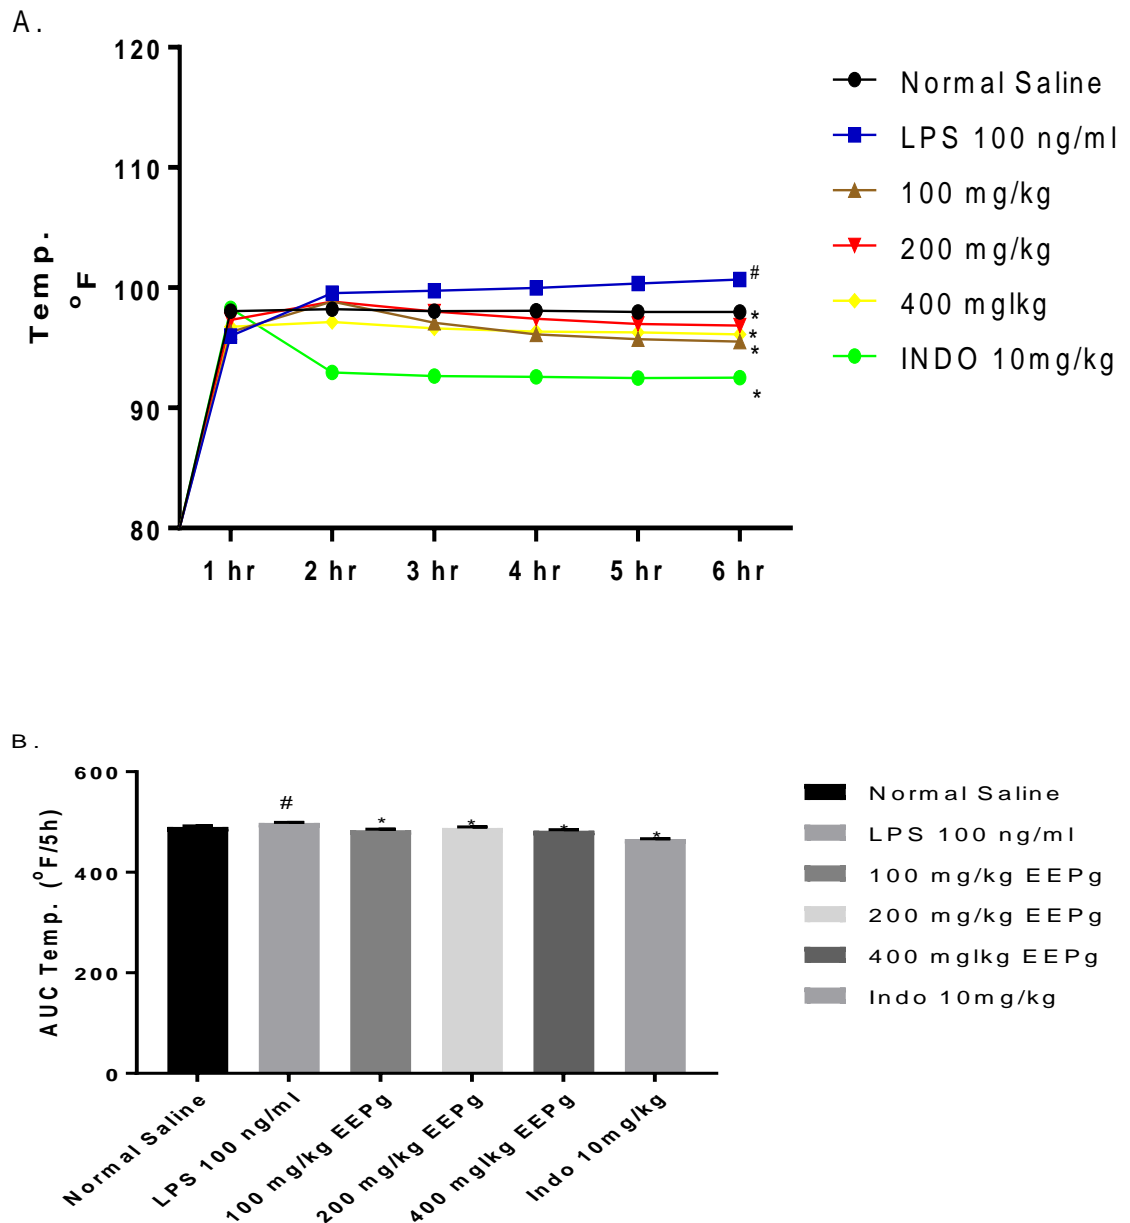 A.
120
110
100
90
80
Temp.
°F
1 hr 2 hr 3 hr 4 hr 5 hr 6 hr
#
*
*
*
*
Normal Saline
LPS 100 ng/ml
100 mg/kg
200 mg/kg
400 mglkg
INDO 10mg/kg
B.
600
400
200
0
AUC Temp. (⁰F/5h)
#
*
*
*
*
Normal Saline
LPS 100 ng/ml
100 mg/kg EEPg
200 mg/kg EEPg
400 mglkg EEPg
Indo 10mg/kg
Normal Saline
LPS 100 ng/ml
100 mg/kg EEPg
200 mg/kg EEPg
400 mglkg EEPg
Indo 10mg/kg